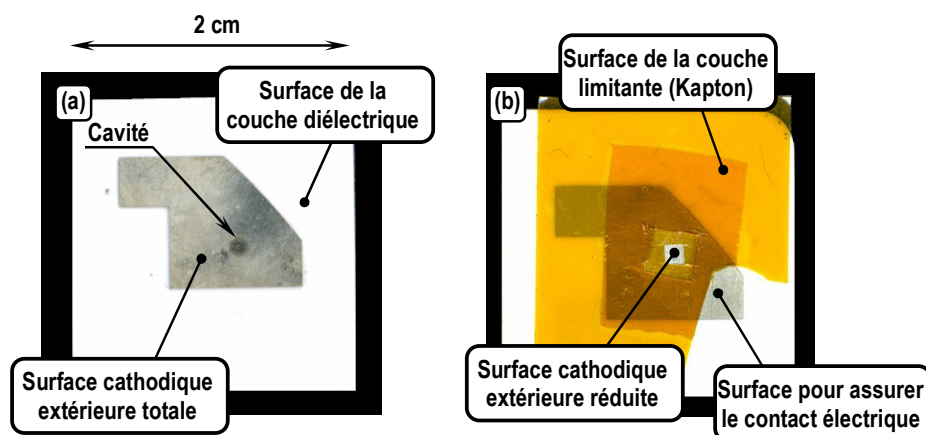 2 cm
(a)
Surface de la
couche diélectrique
Cavité
Surface cathodique
extérieure totale
Surface de la couche
limitante (Kapton)
(b)
Surface cathodique
extérieure réduite
Surface pour assurer
le contact électrique